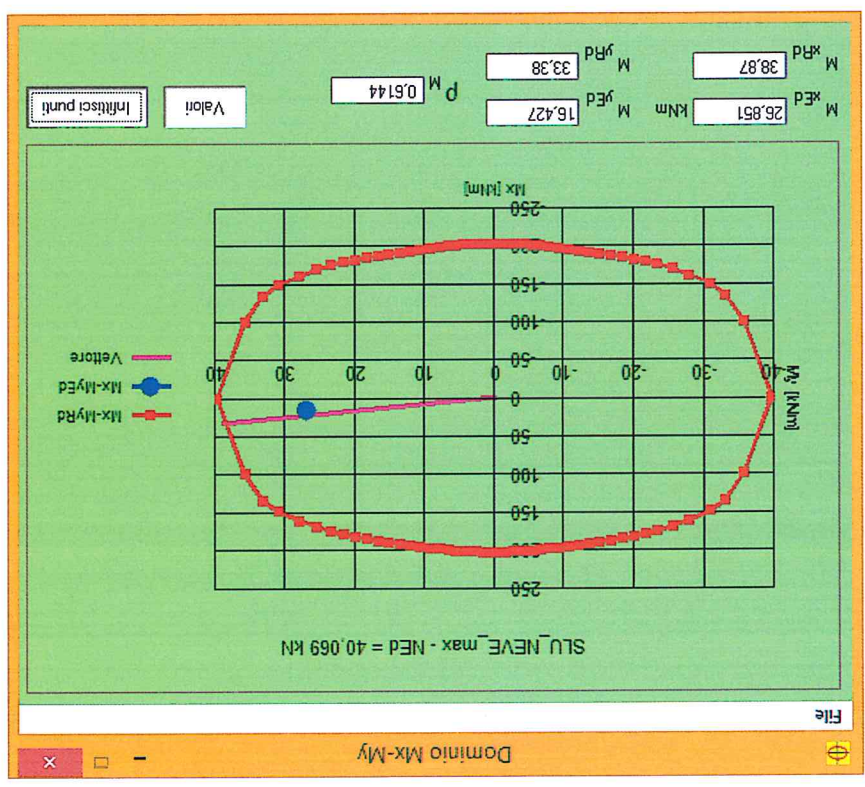 Dominio Mx-My
File
SLU_NEVE_max - NEd = 40,069 kN
250
200
150
100
50
0
-50
-100
-150
-200
-250
-40 -30 -20 -10 0 10 20 30 40
My [kNm]
Mx [kNm]
Mx-MyRd
Mx-MyEd
Vettore
M xEd 26,851 kNm M yEd 16,427
M xRd 38,87 M yRd 33,38
ρ M 0,6144
Valori
Infittisci punti